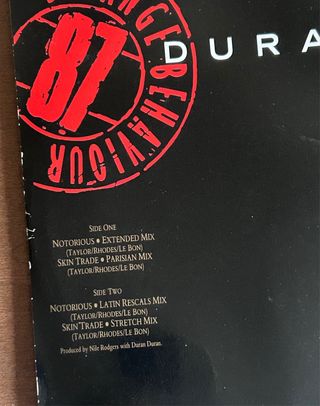 STRANGE BEHAVIOUR
87
DURA
SIDE ONE
NOTORIOUS • EXTENDED MIX
(TAYLOR/RHODES/LE BON)
SKIN TRADE • PARISIAN MIX
(TAYLOR/RHODES/LE BON)
SIDE TWO
NOTORIOUS • LATIN RESCALS MIX
(TAYLOR/RHODES/LE BON)
SKIN TRADE • STRETCH MIX
(TAYLOR/RHODES/LE BON)
Produced by Nile Rodgers with Duran Duran.